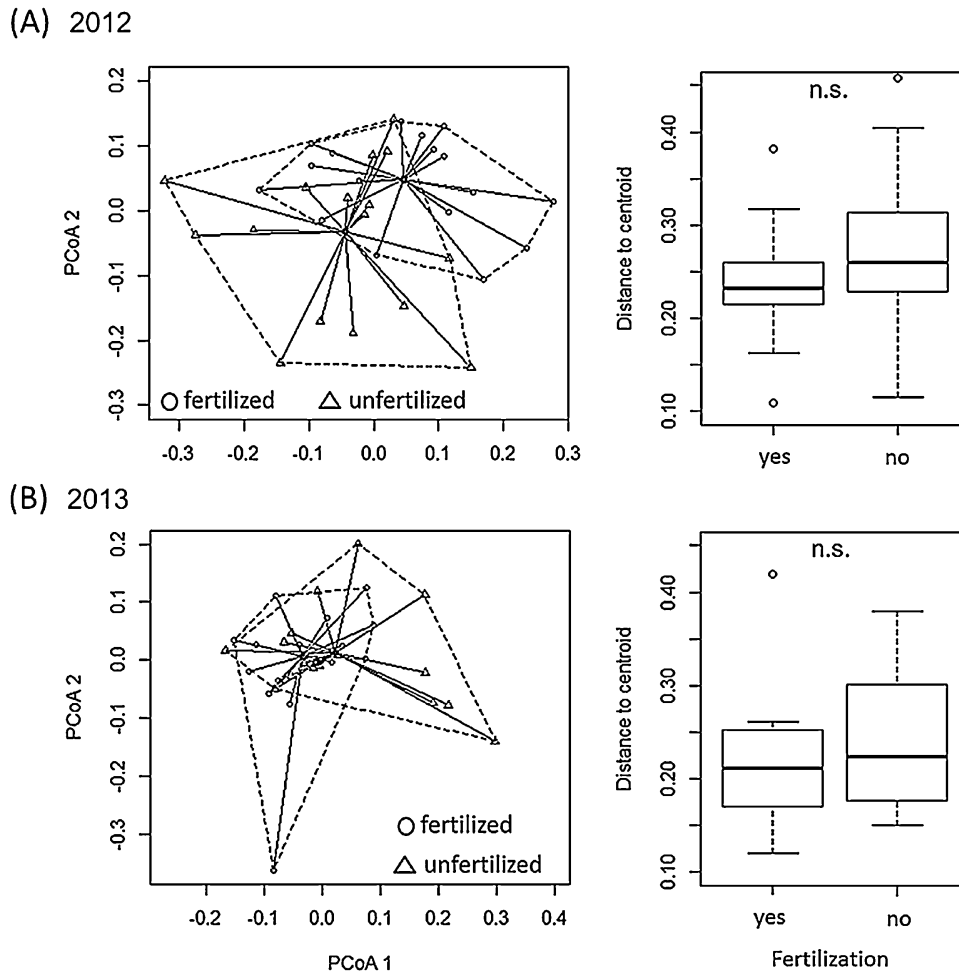 (A) 2012
0.2
0.1
0.0
-0.1
-0.2
-0.3
PCoA 2
-0.3 -0.2 -0.1 0.0 0.1 0.2 0.3
fertilized unfertilized
n.s.
0.40
0.30
0.20
0.10
Distance to centroid
yes no
(B) 2013
0.2
0.1
0.0
-0.1
-0.2
-0.3
PCoA 2
-0.2 -0.1 0.0 0.1 0.2 0.3 0.4
PCoA 1
fertilized
unfertilized
n.s.
0.40
0.30
0.20
0.10
Distance to centroid
yes no
Fertilization